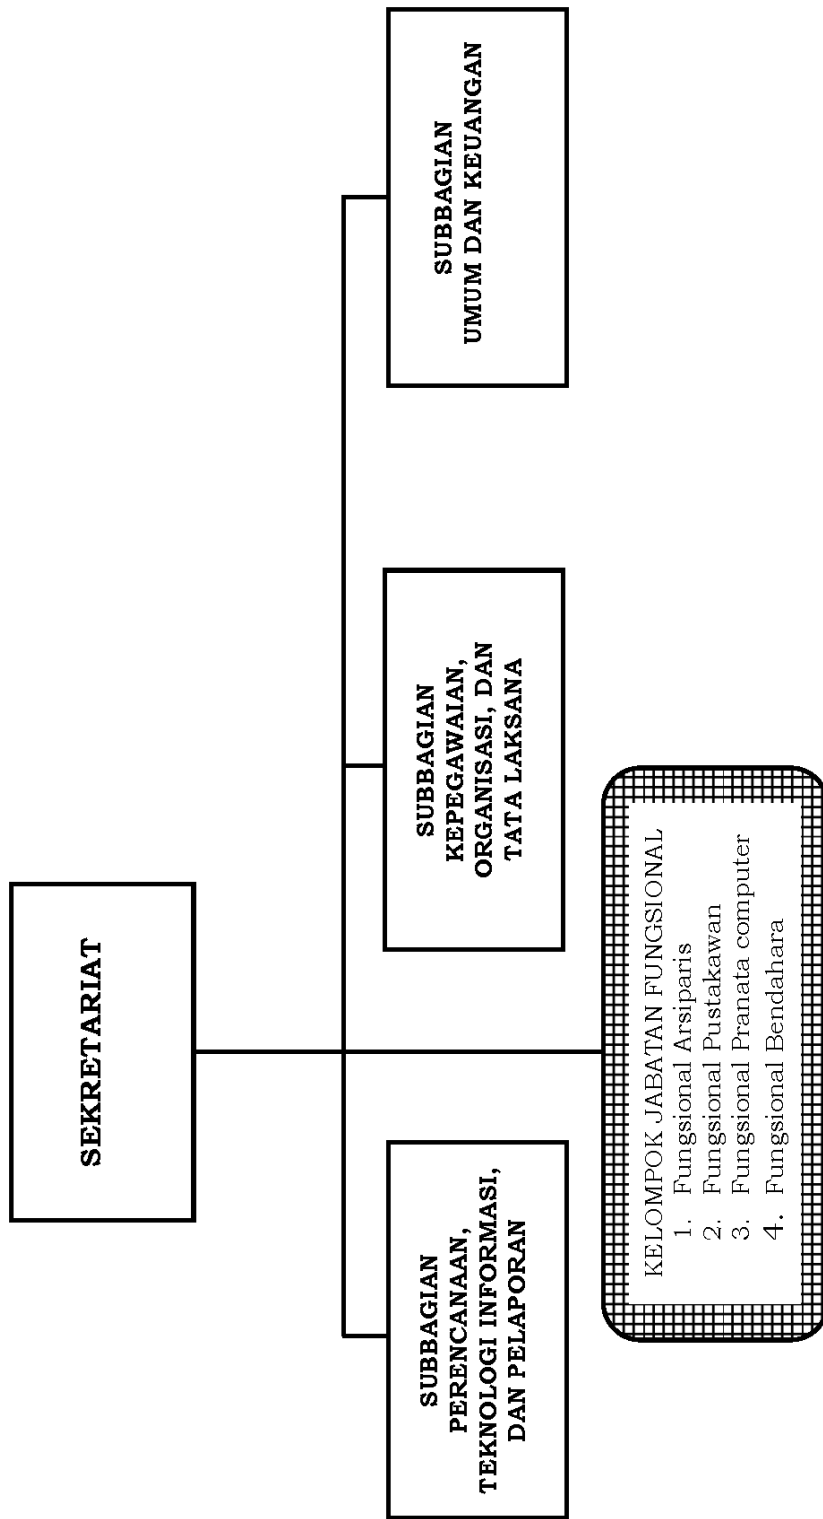 SEKRETARIAT
SUBBAGIAN
PERENCANAAN,
TEKNOLOGI INFORMASI,
DAN PELAPORAN
SUBBAGIAN
KEPEGAWAIAN,
ORGANISASI, DAN
TATA LAKSANA
SUBBAGIAN
UMUM DAN KEUANGAN
KELOMPOK JABATAN FUNGSIONAL
1. Fungsional Arsiparis
2. Fungsional Pustakawan
3. Fungsional Pranata computer
4. Fungsional Bendahara